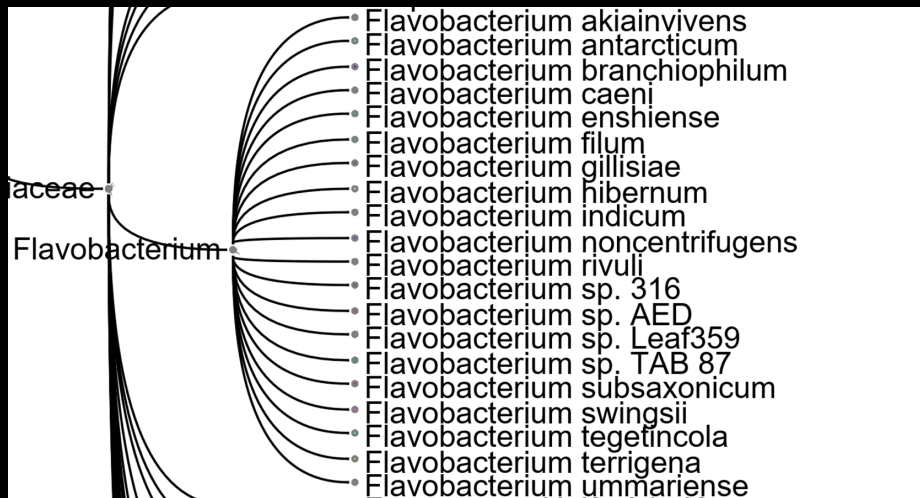 Flavobacterium akiainvivens
Flavobacterium antarcticum
Flavobacterium branchiophilum
Flavobacterium caeni
Flavobacterium enshiense
Flavobacterium filum
Flavobacterium gillisiae
iaceae
Flavobacterium hibernum
Flavobacterium indicum
Flavobacterium
Flavobacterium noncentrifugens
Flavobacterium rivuli
Flavobacterium sp. 316
Flavobacterium sp. AED
Flavobacterium sp. Leaf359
Flavobacterium sp. TAB 87
Flavobacterium subsaxonicum
Flavobacterium swingsii
Flavobacterium tegetincola
Flavobacterium terrigena
Flavobacterium ummariense